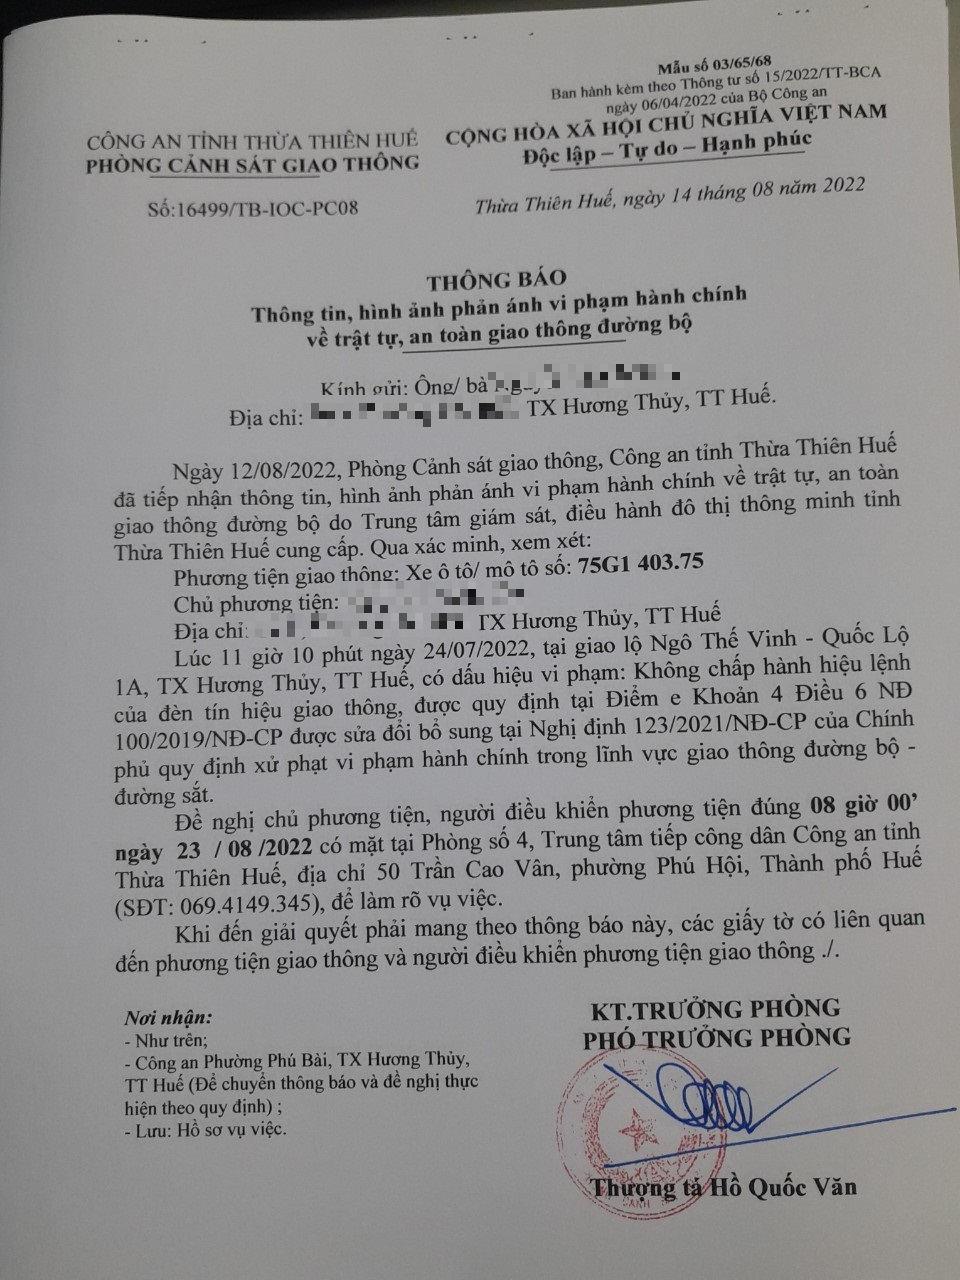 Mẫu số 03/65/68
Ban hành kèm theo Thông tư số 15/2022/TT-BCA
ngày 06/04/2022 của Bộ Công an
CÔNG AN TỈNH THỪA THIÊN HUẾ
PHÒNG CẢNH SÁT GIAO THÔNG
CỘNG HÒA XÃ HỘI CHỦ NGHĨA VIỆT NAM
Độc lập – Tự do – Hạnh phúc
Số:16499/TB-IOC-PC08
Thừa Thiên Huế, ngày 14 tháng 08 năm 2022
THÔNG BÁO
Thông tin, hình ảnh phản ánh vi phạm hành chính
về trật tự, an toàn giao thông đường bộ
Kính gửi: Ông/ bà
Địa chỉ: TX Hương Thủy, TT Huế.
Ngày 12/08/2022, Phòng Cảnh sát giao thông, Công an tỉnh Thừa Thiên Huế
đã tiếp nhận thông tin, hình ảnh phản ánh vi phạm hành chính về trật tự, an toàn
giao thông đường bộ do Trung tâm giám sát, điều hành đô thị thông minh tỉnh
Thừa Thiên Huế cung cấp. Qua xác minh, xem xét:
Phương tiện giao thông: Xe ô tô/ mô tô số: 75G1 403.75
Chủ phương tiện:
Địa chỉ: TX Hương Thủy, TT Huế
Lúc 11 giờ 10 phút ngày 24/07/2022, tại giao lộ Ngô Thế Vinh - Quốc Lộ
1A, TX Hương Thủy, TT Huế, có dấu hiệu vi phạm: Không chấp hành hiệu lệnh
của đèn tín hiệu giao thông, được quy định tại Điểm e Khoản 4 Điều 6 NĐ
100/2019/NĐ-CP được sửa đổi bổ sung tại Nghị định 123/2021/NĐ-CP của Chính
phủ quy định xử phạt vi phạm hành chính trong lĩnh vực giao thông đường bộ -
đường sắt.
Đề nghị chủ phương tiện, người điều khiển phương tiện đúng 08 giờ 00’
ngày 23 / 08 /2022 có mặt tại Phòng số 4, Trung tâm tiếp công dân Công an tỉnh
Thừa Thiên Huế, địa chỉ 50 Trần Cao Vân, phường Phú Hội, Thành phố Huế
(SĐT: 069.4149.345), để làm rõ vụ việc.
Khi đến giải quyết phải mang theo thông báo này, các giấy tờ có liên quan
đến phương tiện giao thông và người điều khiển phương tiện giao thông ./.
Nơi nhận:
- Như trên;
- Công an Phường Phú Bài, TX Hương Thủy,
TT Huế (Để chuyển thông báo và đề nghị thực
hiện theo quy định) ;
- Lưu: Hồ sơ vụ việc.
KT.TRƯỞNG PHÒNG
PHÓ TRƯỞNG PHÒNG
Thượng tá Hồ Quốc Văn